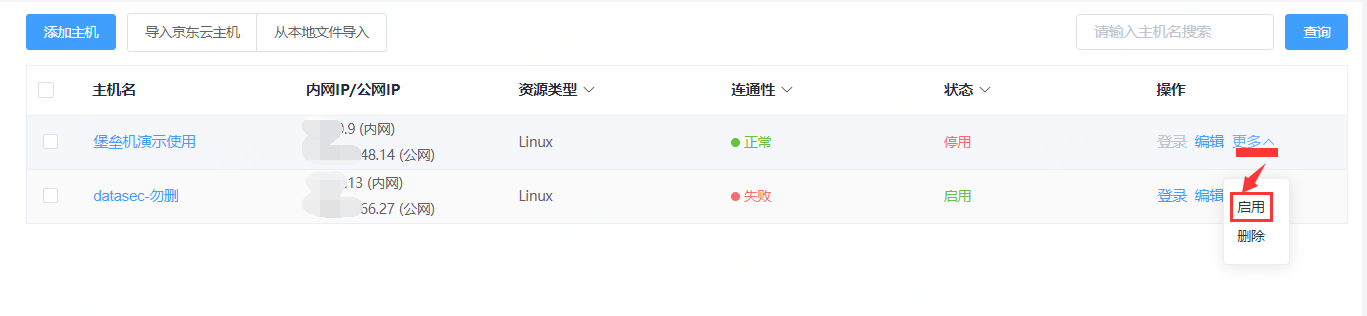 添加主机 导入京东云主机 从本地文件导入 请输入主机名搜索 查询
主机名 内网IP/公网IP 资源类型 连通性 状态 操作
.9 (内网)
堡垒机演示使用 Linux 正常 停用 登录 编辑 更多
48.14 (公网)
.13 (内网)
datasec-勿删 Linux 失败 启用 登录 编辑
66.27 (公网)
启用
删除